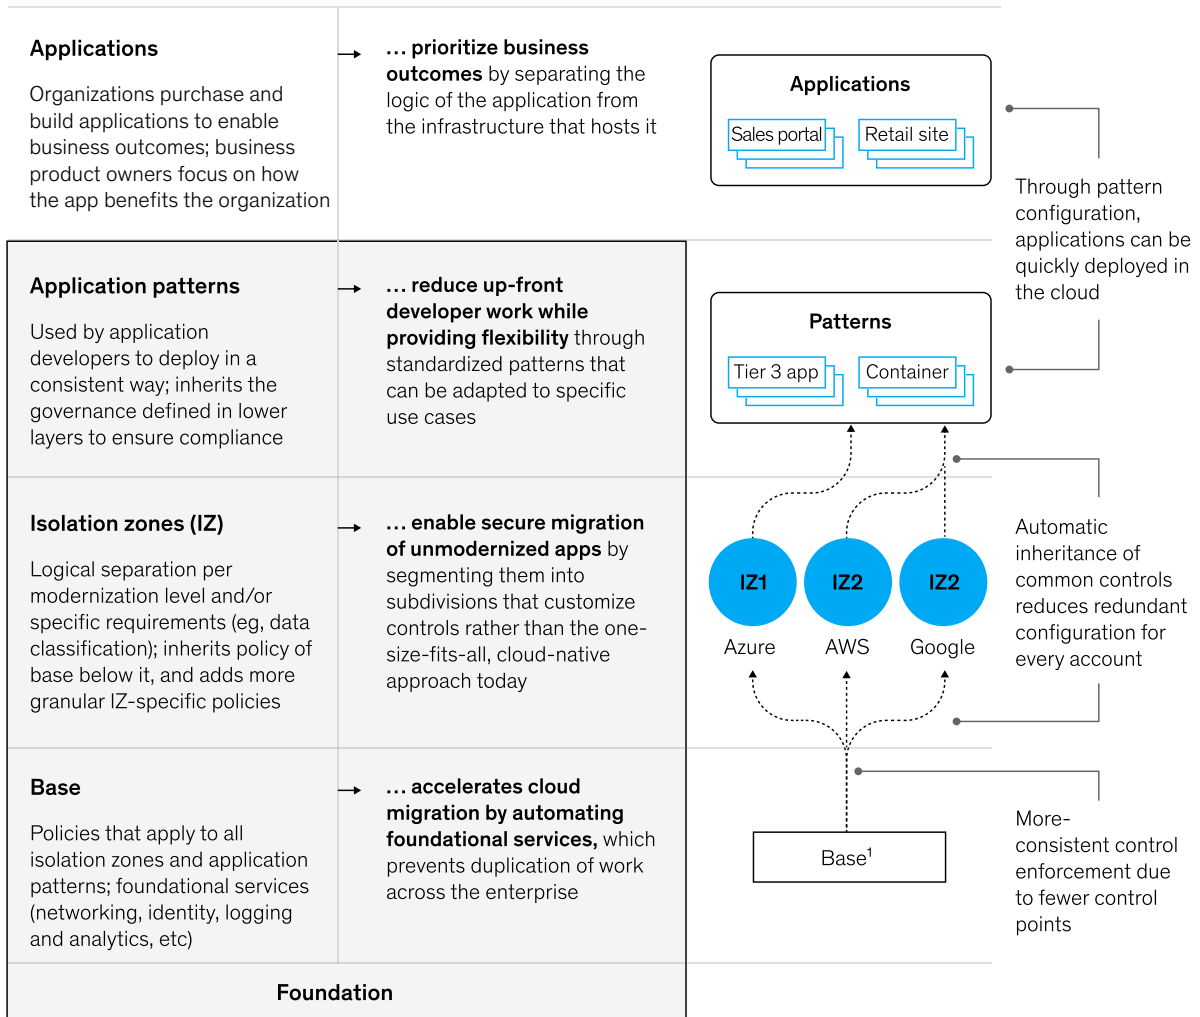 Applications
Organizations purchase and
build applications to enable
business outcomes; business
product owners focus on how
the app benefits the organization
… prioritize business
outcomes by separating the
logic of the application from
the infrastructure that hosts it
Applications
Sales portal
Retail site
Through pattern
configuration,
applications can be
quickly deployed in
the cloud
Application patterns
Used by application
developers to deploy in a
consistent way; inherits the
governance defined in lower
layers to ensure compliance
… reduce up-front
developer work while
providing flexibility through
standardized patterns that
can be adapted to specific
use cases
Patterns
Tier 3 app
Container
Isolation zones (IZ)
Logical separation per
modernization level and/or
specific requirements (eg, data
classification); inherits policy of
base below it, and adds more
granular IZ-specific policies
… enable secure migration
of unmodernized apps by
segmenting them into
subdivisions that customize
controls rather than the one-
size-fits-all, cloud-native
approach today
IZ1
IZ2
IZ2
Azure
AWS
Google
Automatic
inheritance of
common controls
reduces redundant
configuration for
every account
Base
Policies that apply to all
isolation zones and application
patterns; foundational services
(networking, identity, logging
and analytics, etc)
… accelerates cloud
migration by automating
foundational services, which
prevents duplication of work
across the enterprise
Base¹
More-
consistent control
enforcement due
to fewer control
points
Foundation